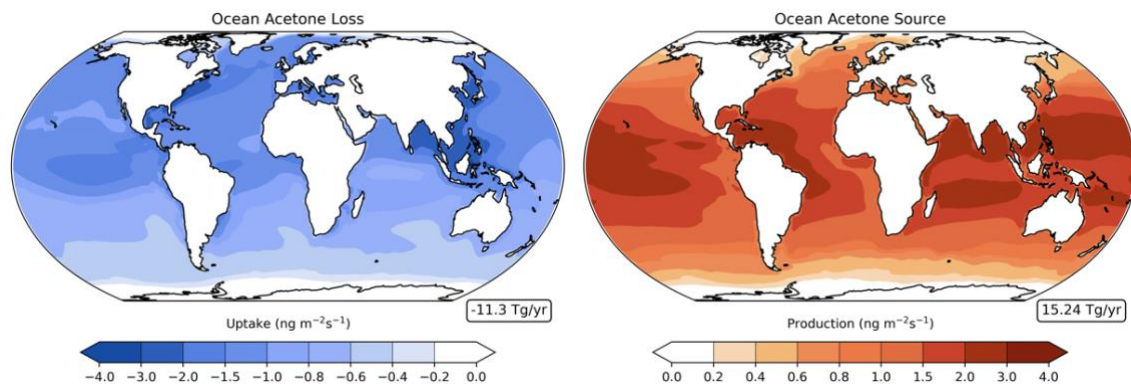 Ocean Acetone Loss
Ocean Acetone Source
-11.3 Tg/yr
15.24 Tg/yr
Uptake (ng m⁻²s⁻¹)
Production (ng m⁻²s⁻¹)
−4.0 −3.0 −2.0 −1.5 −1.0 −0.8 −0.6 −0.4 −0.2 0.0
0.0 0.2 0.4 0.6 0.8 1.0 1.5 2.0 3.0 4.0